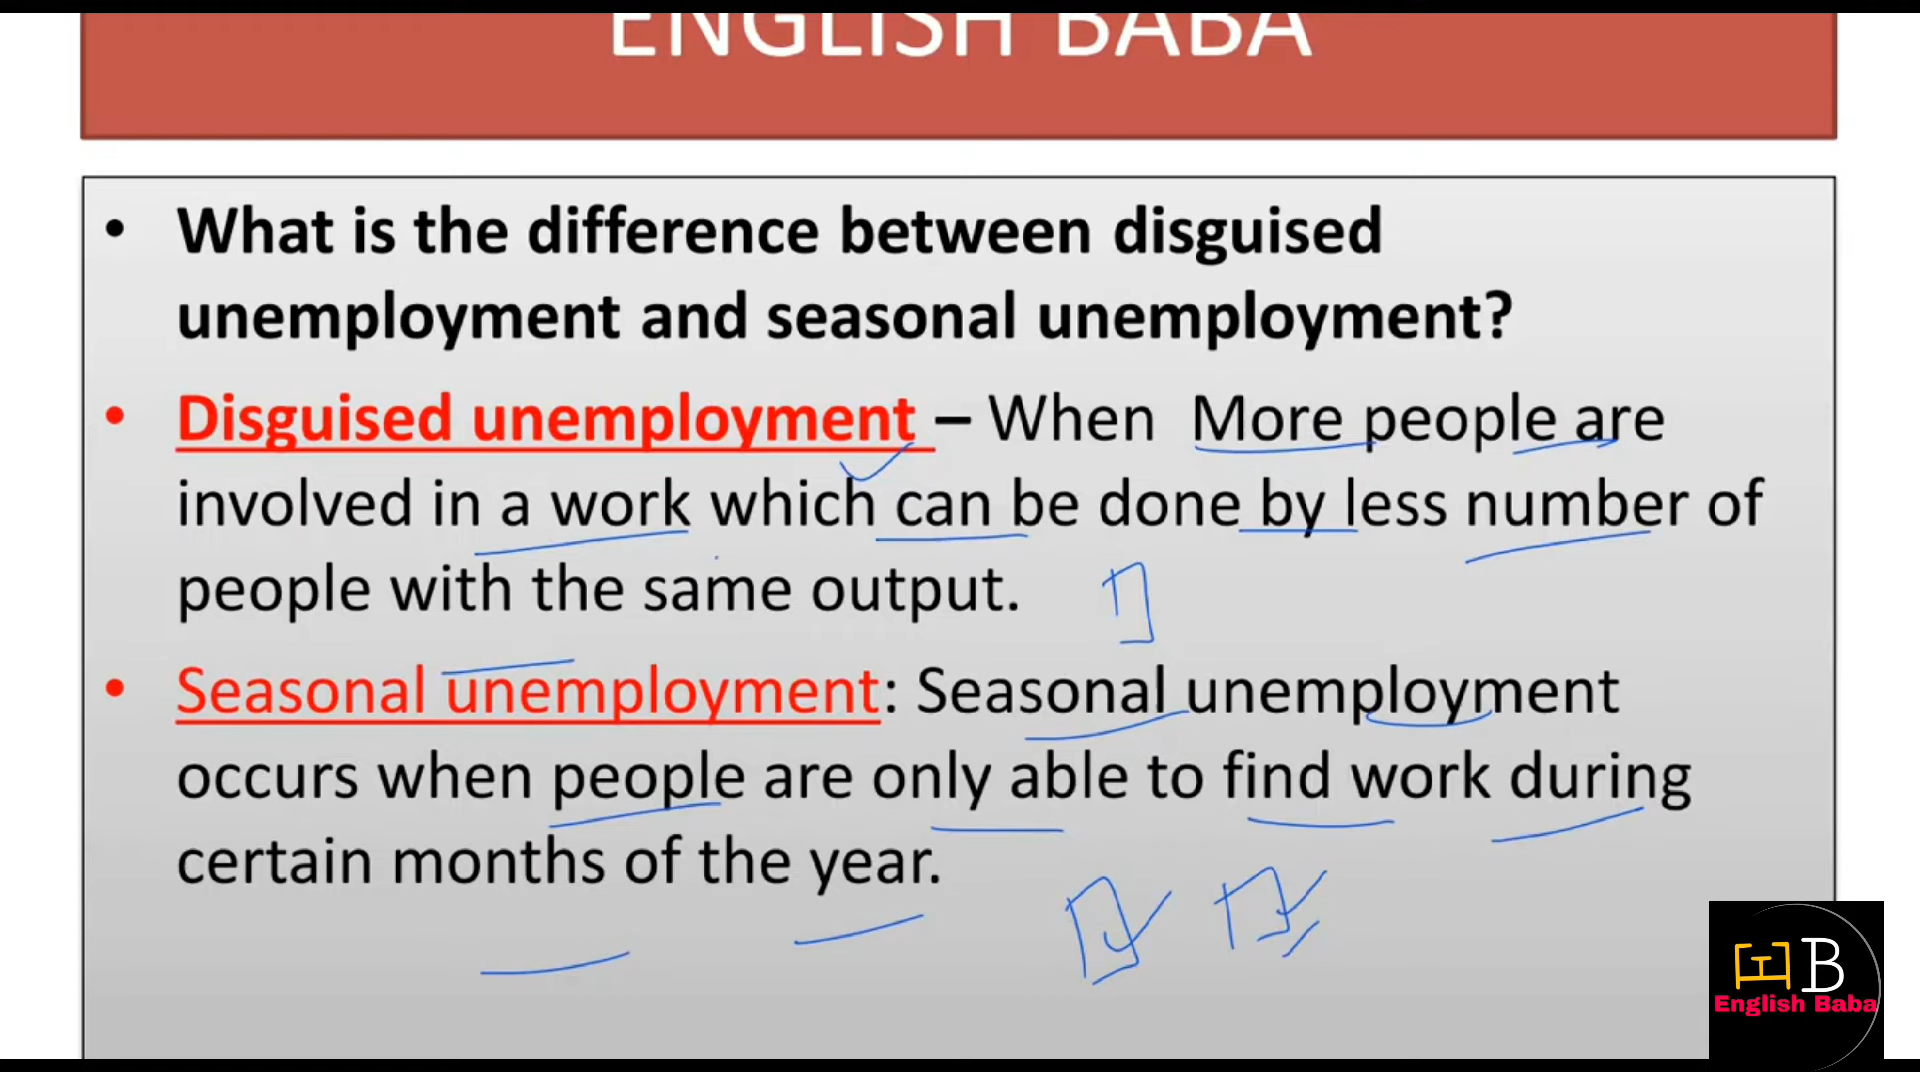 ENGLISH BABA
• What is the difference between disguised
unemployment and seasonal unemployment?
• Disguised unemployment – When More people are
involved in a work which can be done by less number of
people with the same output.
• Seasonal unemployment: Seasonal unemployment
occurs when people are only able to find work during
certain months of the year.
B
English Baba